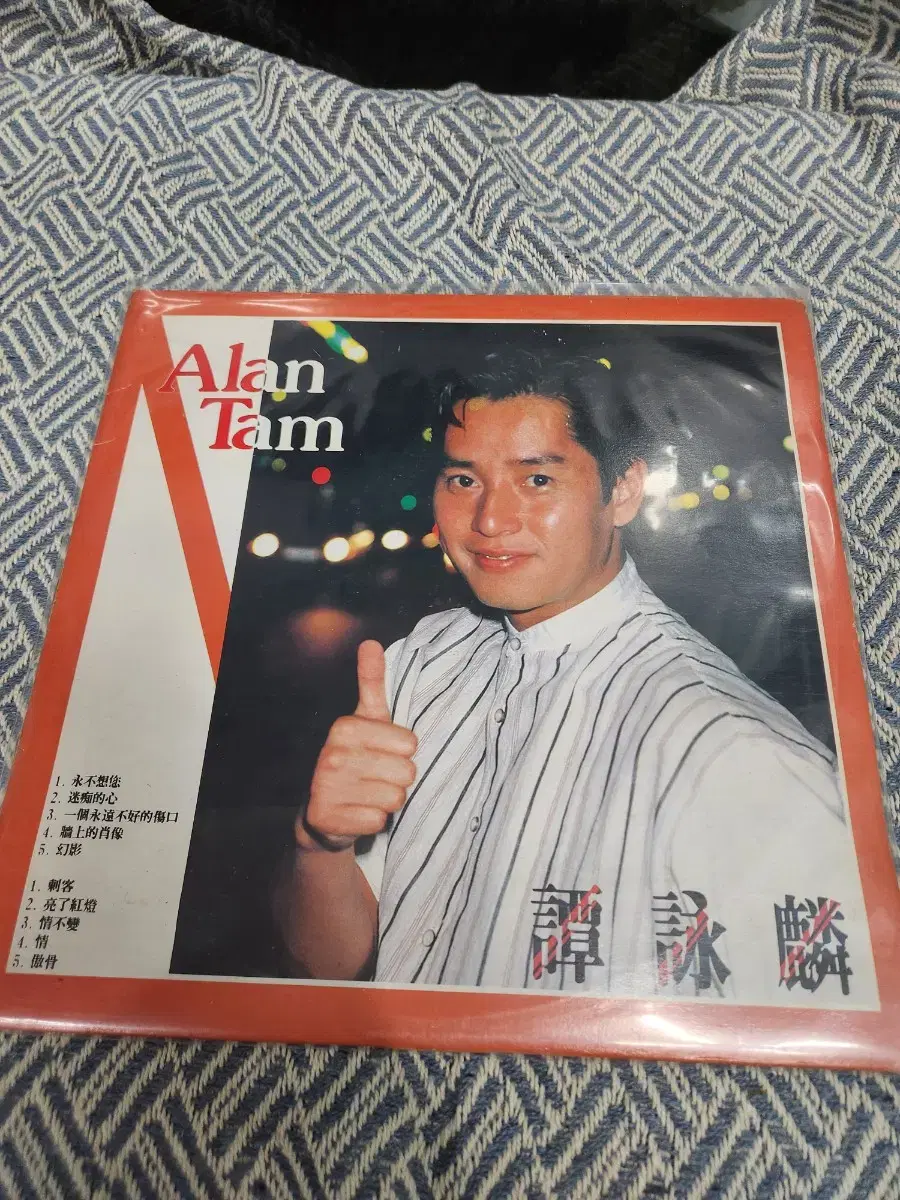 Alan
Tam
1. 永不想您
2. 迷痴的心
3. 一個永遠不好的傷口
4. 牆上的肖像
5. 幻影
1. 刺客
2. 亮了紅燈
3. 情不變
4. 情
5. 傲骨
譚詠麟